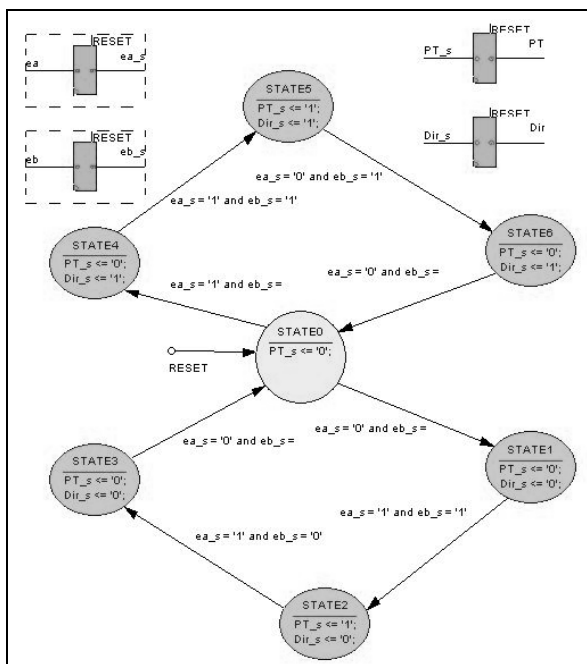 RESET
ea
ea_s
RESET
eb
eb_s
RESET
PT_s
PT
RESET
Dir_s
Dir
STATE5
PT_s <= '1';
Dir_s <= '1';
ea_s = '0' and eb_s = '1'
ea_s = '1' and eb_s = '1'
STATE4
PT_s <= '0';
Dir_s <= '1';
STATE6
PT_s <= '0';
Dir_s <= '1';
ea_s = '1' and eb_s =
ea_s = '0' and eb_s =
STATE0
PT_s <= '0';
RESET
ea_s = '0' and eb_s =
ea_s = '0' and eb_s =
STATE3
PT_s <= '0';
Dir_s <= '0';
STATE1
PT_s <= '0';
Dir_s <= '0';
ea_s = '1' and eb_s = '1'
ea_s = '1' and eb_s = '0'
STATE2
PT_s <= '1';
Dir_s <= '0';